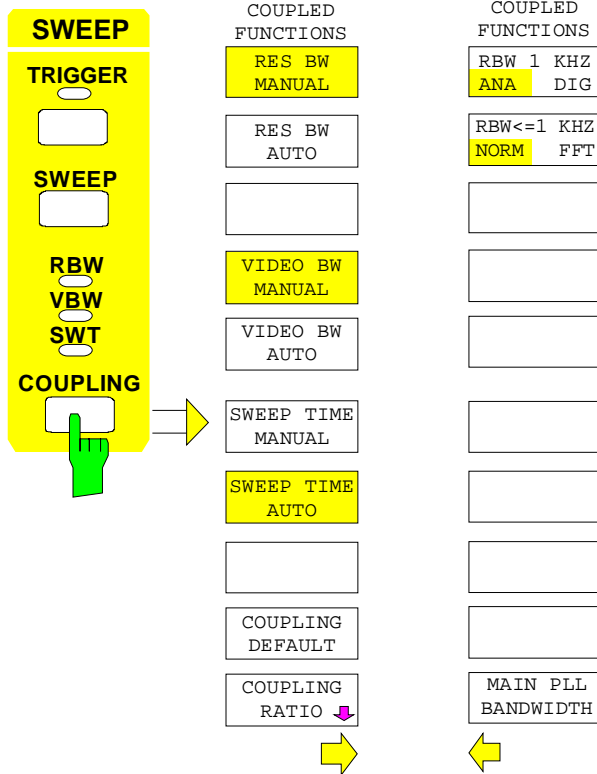 SWEEP
TRIGGER
SWEEP
RBW
VBW
SWT
COUPLING
COUPLED
FUNCTIONS
RES BW
MANUAL
RES BW
AUTO
VIDEO BW
MANUAL
VIDEO BW
AUTO
SWEEP TIME
MANUAL
SWEEP TIME
AUTO
COUPLING
DEFAULT
COUPLING
RATIO
COUPLED
FUNCTIONS
RBW 1 KHZ
ANA DIG
RBW<=1 KHZ
NORM FFT
MAIN PLL
BANDWIDTH